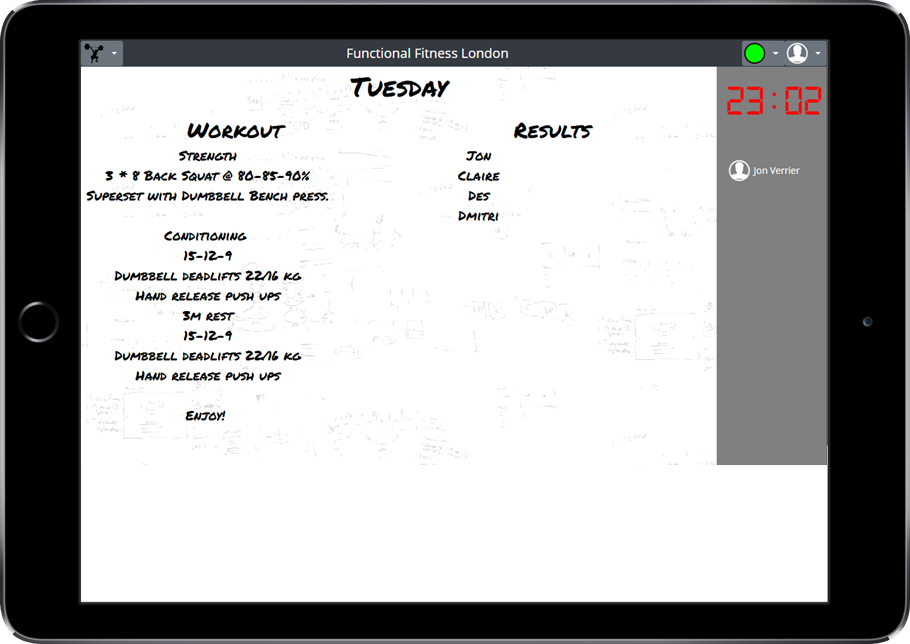 Functional Fitness London
Tuesday
Workout
Strength
3 * 8 Back Squat @ 80-85-90%
Superset with Dumbbell Bench press.
Conditioning
15-12-9
Dumbbell deadlifts 22/16 kg
Hand release push ups
3m rest
15-12-9
Dumbbell deadlifts 22/16 kg
Hand release push ups
Enjoy!
Results
Jon
Claire
Des
Dmitri
23:02
Jon Verrier